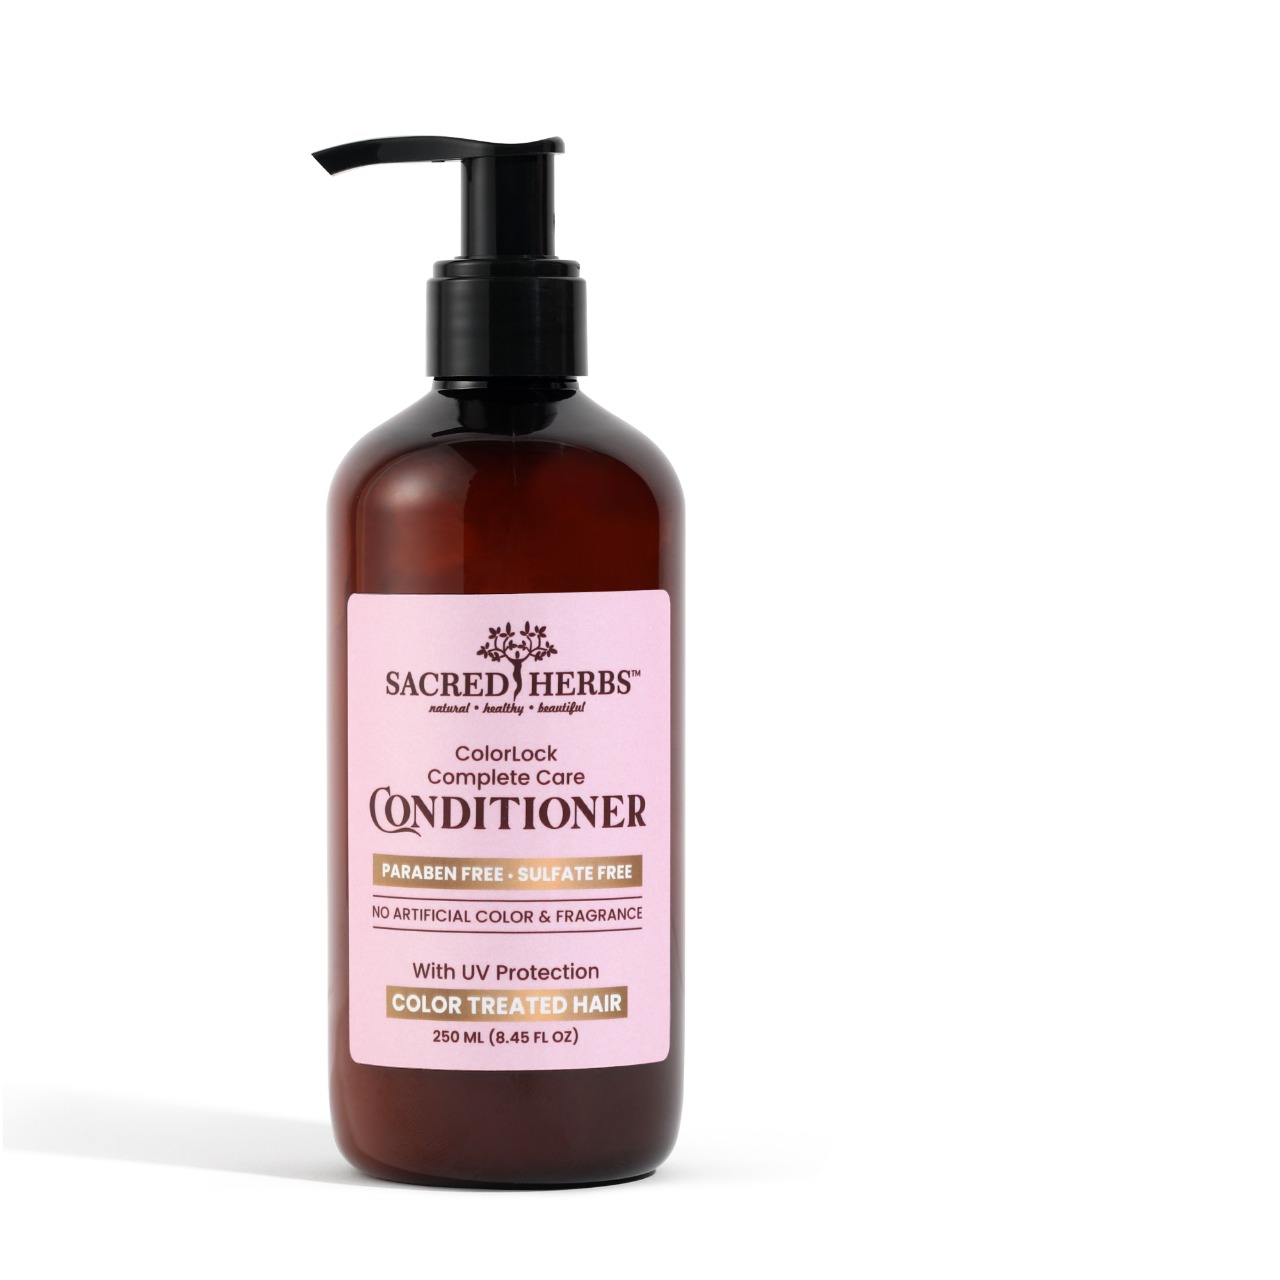 SACRED HERBS™
natural • healthy • beautiful
ColorLock
Complete Care
CONDITIONER
PARABEN FREE • SULFATE FREE
NO ARTIFICIAL COLOR & FRAGRANCE
With UV Protection
COLOR TREATED HAIR
250 ML (8.45 FL OZ)